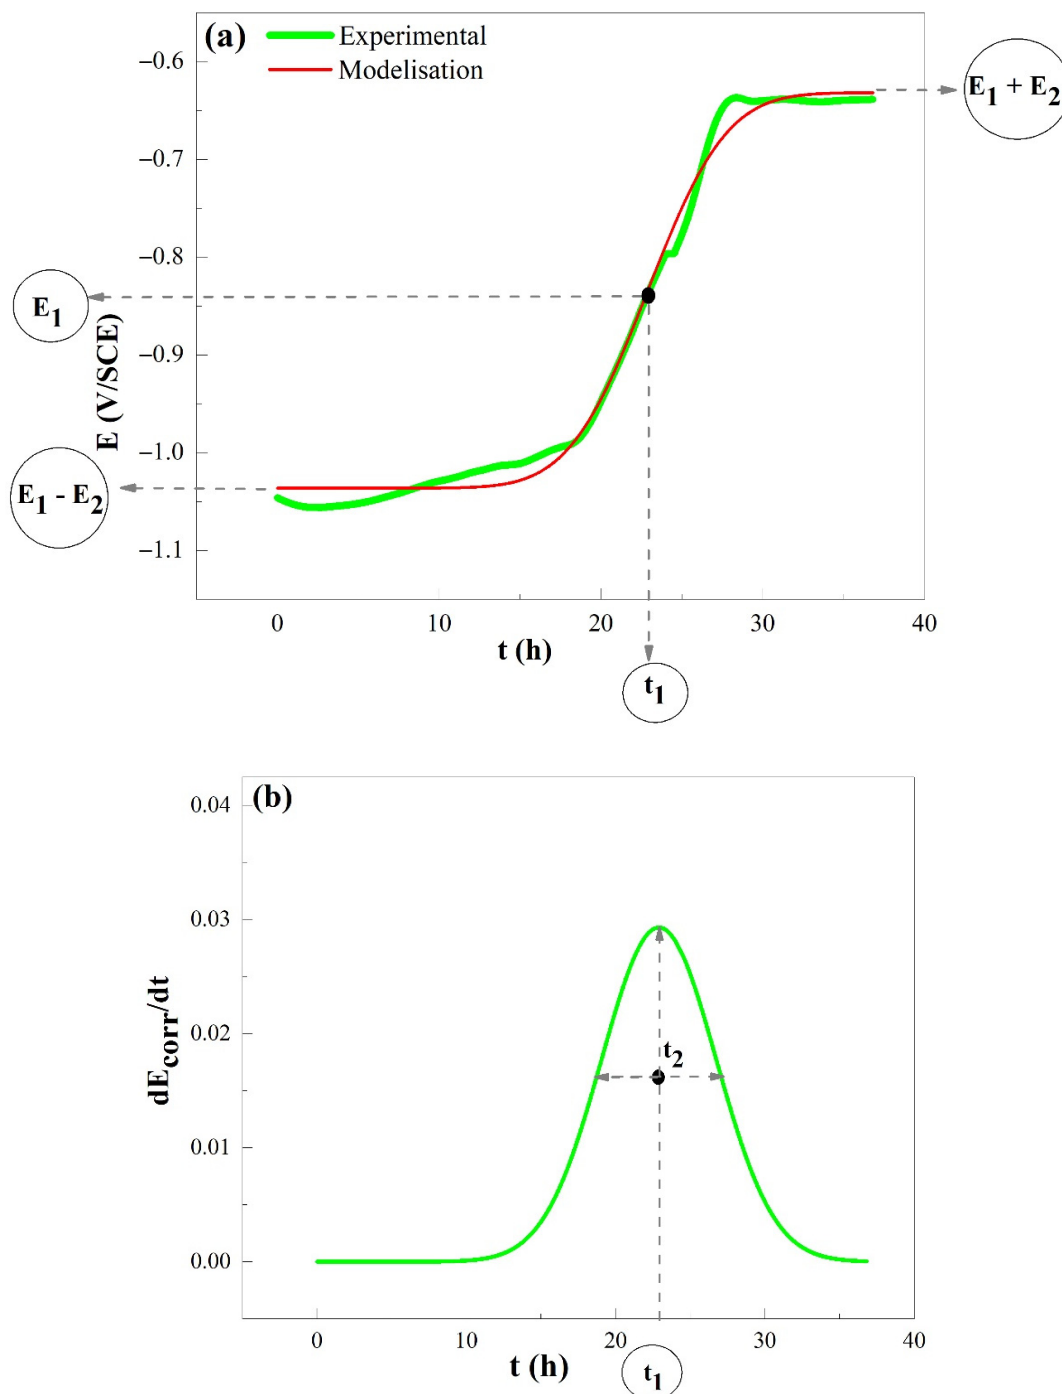 (a)
Experimental
Modelisation
E1 + E2
E1
E1 - E2
E (V/SCE)
−0.6
−0.7
−0.8
−0.9
−1.0
−1.1
0 10 20 30 40
t (h)
t1
(b)
dEcorr/dt
0.04
0.03
0.02
0.01
0.00
t2
0 10 20 30 40
t (h)
t1